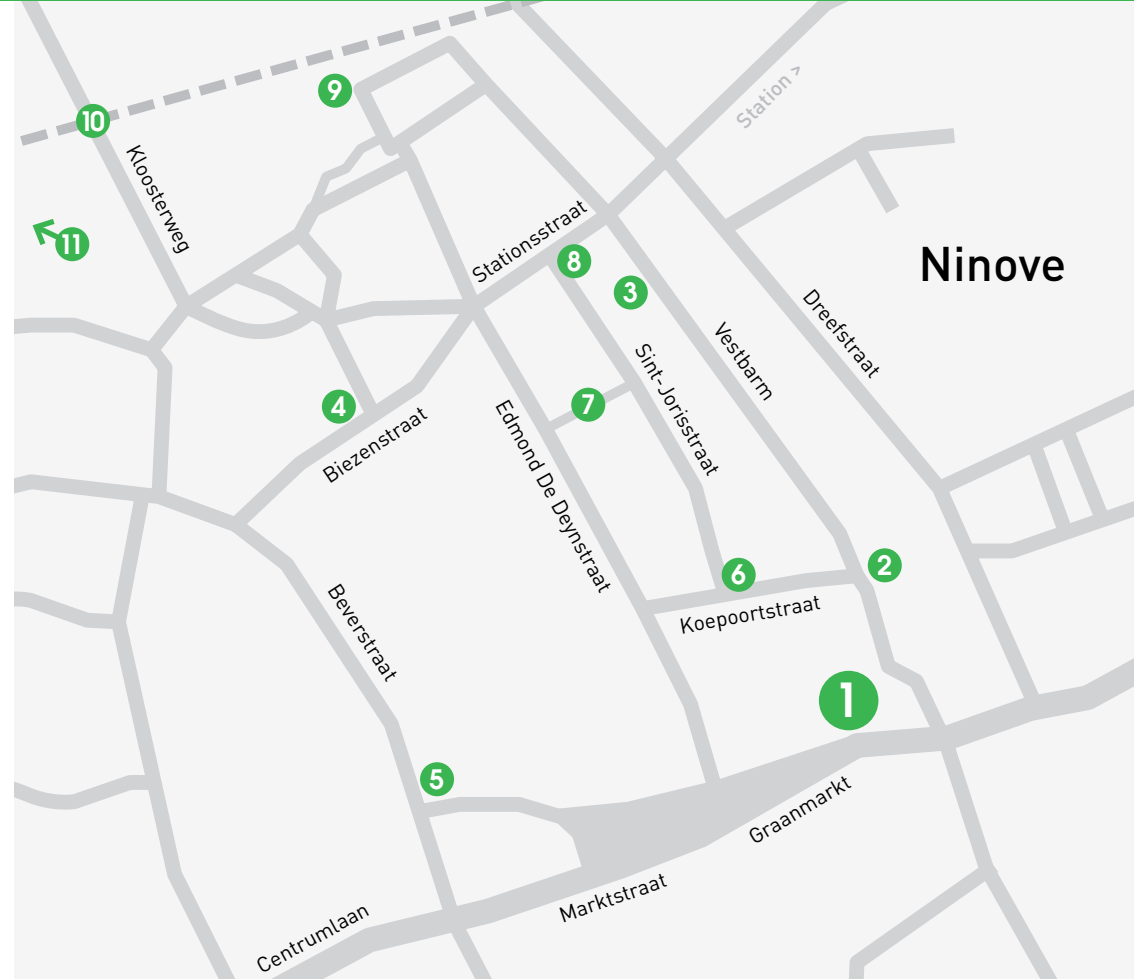 Station >
9
10
Kloosterweg
11
Stationsstraat
8
3
Ninove
Dreefstraat
Vestbarm
Sint-Jorisstraat
7
4
Biezenstraat
Edmond De Deynstraat
2
6
Koepoortstraat
Beverstraat
1
5
Graanmarkt
Marktstraat
Centrumlaan